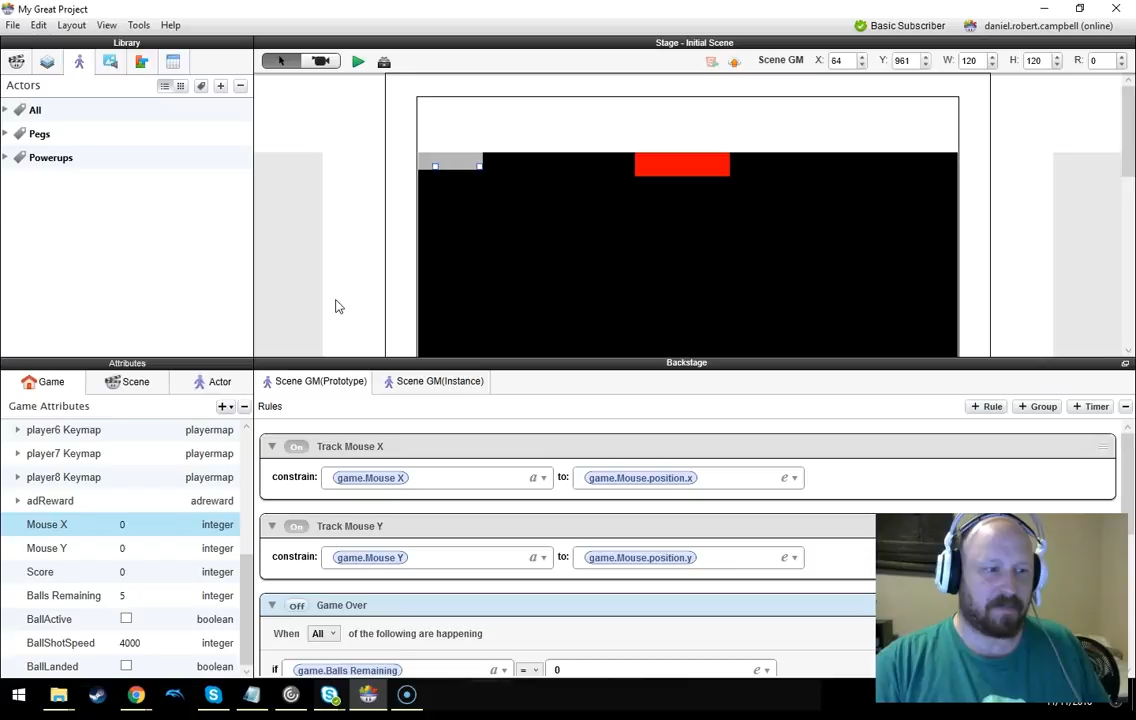 My Great Project
File Edit Layout View Tools Help
Basic Subscriber daniel.robert.campbell (online)
Library
Stage - Initial Scene
Scene GM X: 64 Y: 961 W: 120 H: 120 R: 0
Actors
All
Pegs
Powerups
Attributes
Backstage
Game Scene Actor
Scene GM(Prototype) Scene GM(Instance)
Game Attributes
Rules
+ Rule + Group + Timer
player6 Keymap playermap
player7 Keymap playermap
player8 Keymap playermap
adReward adreward
Mouse X 0 integer
Mouse Y 0 integer
Score 0 integer
Balls Remaining 5 integer
BallActive boolean
BallShotSpeed 4000 integer
BallLanded boolean
On Track Mouse X
constrain: game.Mouse X a to: game.Mouse.position.x e
On Track Mouse Y
constrain: game.Mouse Y a to: game.Mouse.position.y e
Off Game Over
When All of the following are happening
if game.Balls Remaining a = 0 e